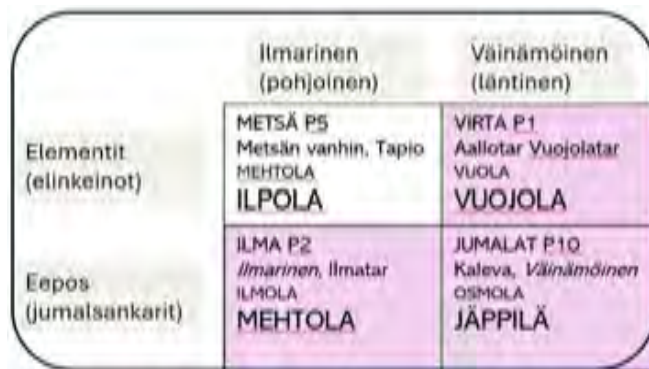 Ilmarinen
(pohjoinen)
Väinämöinen
(läntinen)
Elementit
(elinkeinot)
METSÄ P5
Metsän vanhin, Tapio
MEHTOLA
ILPOLA
VIRTA P1
Aallotar Vuojolatar
VUOLA
VUOJOLA
Eepos
(jumalsankarit)
ILMA P2
Ilmarinen, Ilmatar
ILMOLA
MEHTOLA
JUMALAT P10
Kaleva, Väinämöinen
OSMOLA
JÄPPILÄ